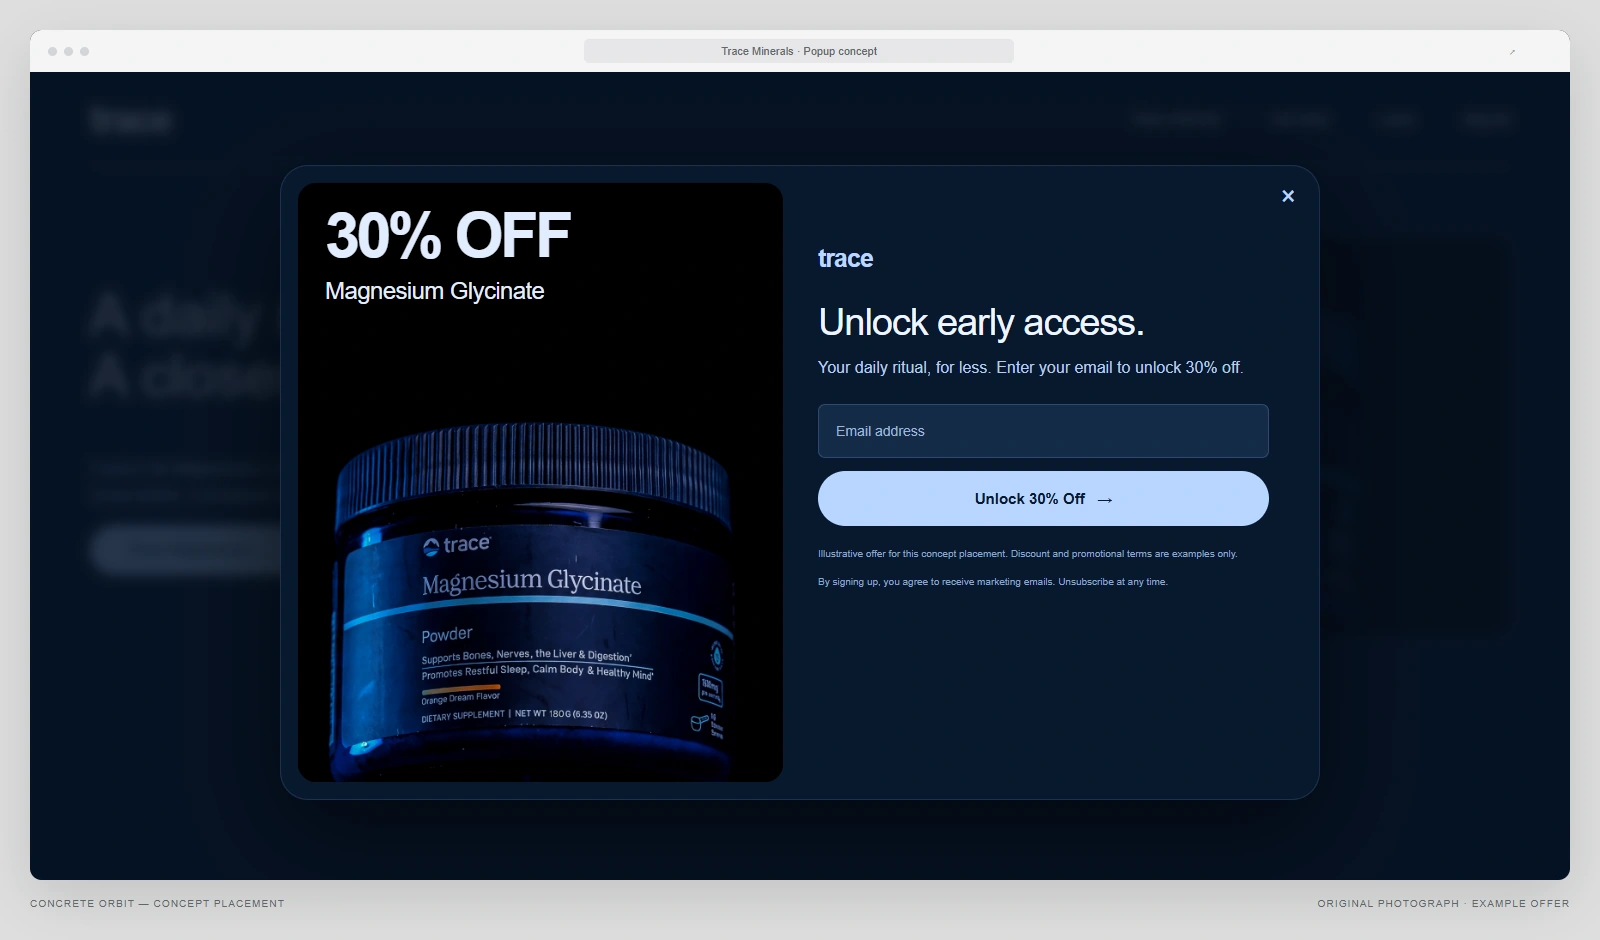 Trace Minerals · Popup concept
trace
A daily
A closer
30% OFF
Magnesium Glycinate
trace
Magnesium Glycinate
Powder
Supports Bones, Nerves, the Liver & Digestion*
Promotes Restful Sleep, Calm Body & Healthy Mind*
Orange Dream Flavor
DIETARY SUPPLEMENT | NET WT 180G (6.35 OZ)
×
trace
Unlock early access.
Your daily ritual, for less. Enter your email to unlock 30% off.
Email address
Unlock 30% Off →
Illustrative offer for this concept placement. Discount and promotional terms are examples only.
By signing up, you agree to receive marketing emails. Unsubscribe at any time.
CONCRETE ORBIT — CONCEPT PLACEMENT
ORIGINAL PHOTOGRAPH · EXAMPLE OFFER